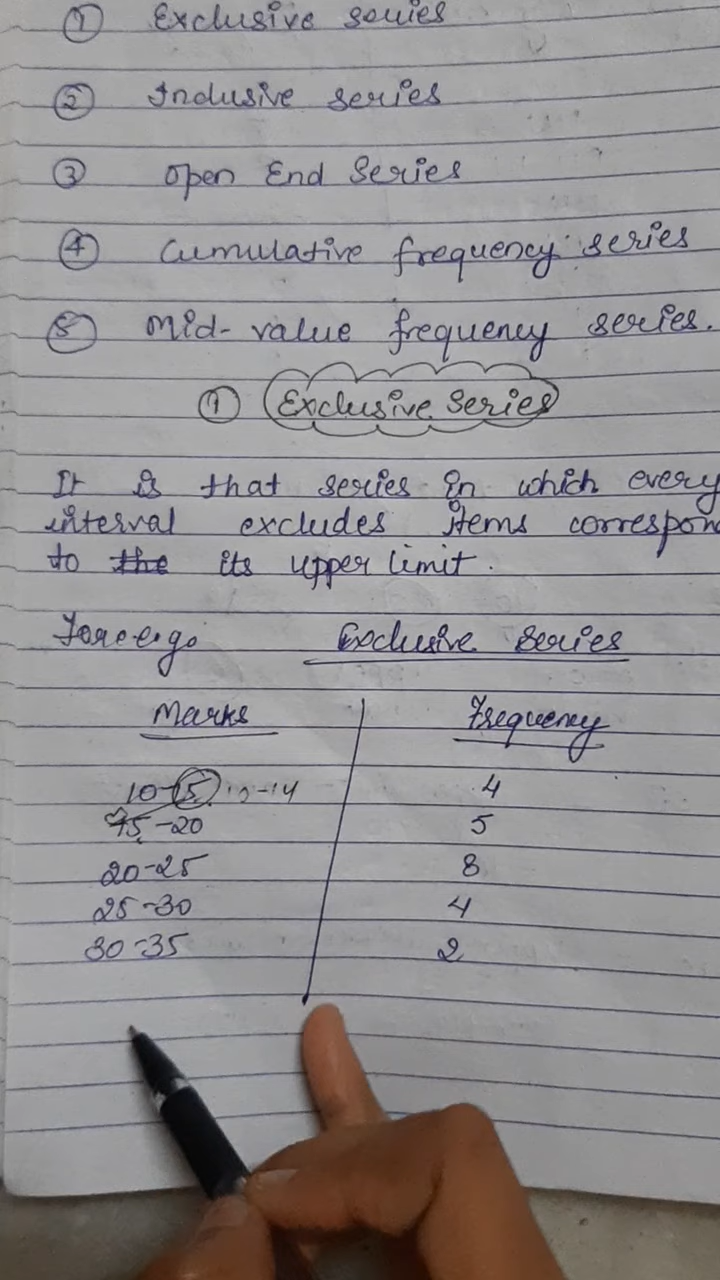 ① Exclusive series
② Inclusive series
③ open End Series
④ Cumulative frequency series
⑤ Mid-value frequency series.
① Exclusive Series
It is that series in which every
interval excludes items correspon
to the its upper limit.
Exclusive series
Marks Frequency
10-15 10-14 4
15-20 5
20-25 8
25-30 4
30-35 2